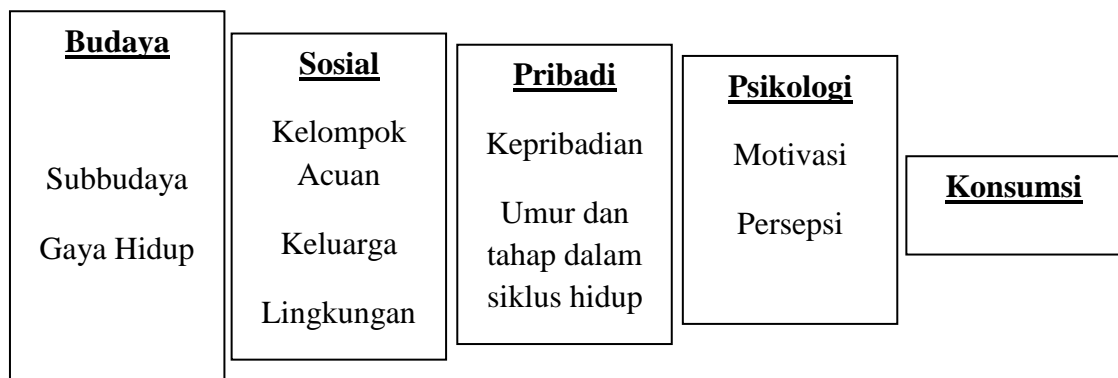 Budaya
Subbudaya
Gaya Hidup
Sosial
Kelompok
Acuan
Keluarga
Lingkungan
Pribadi
Kepribadian
Umur dan
tahap dalam
siklus hidup
Psikologi
Motivasi
Persepsi
Konsumsi